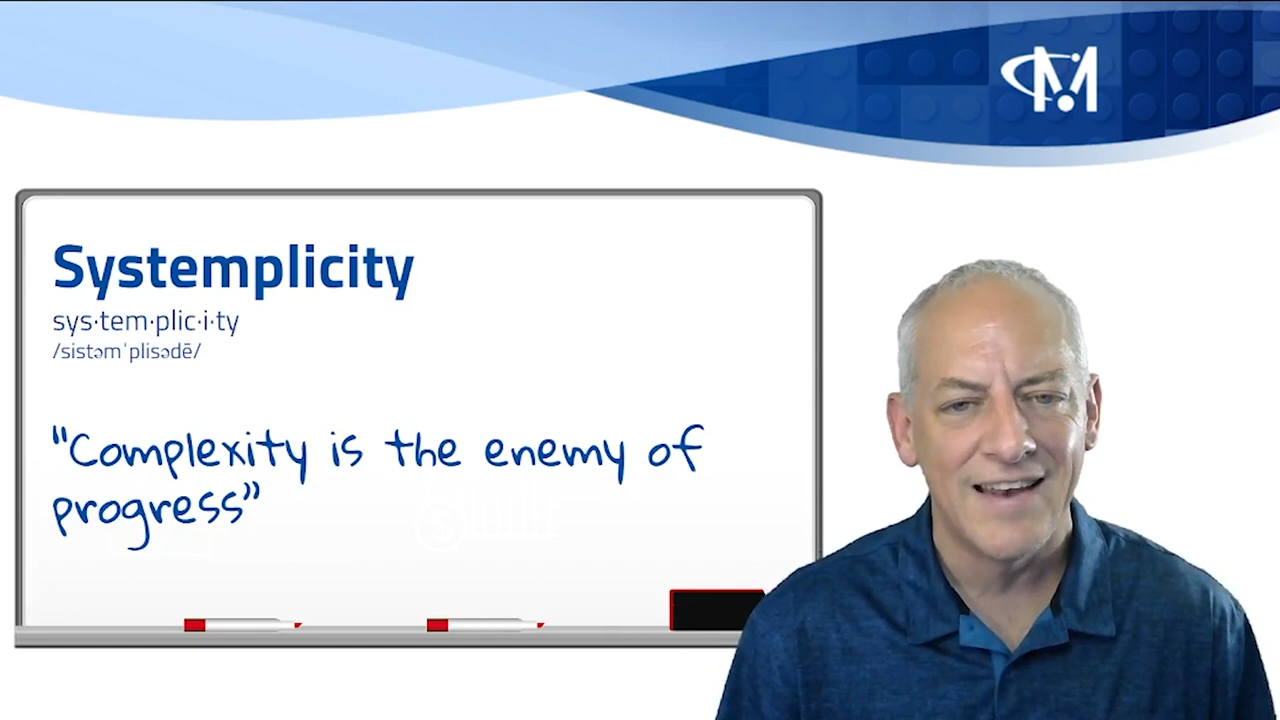 M
Systemplicity
sys·tem·plic·i·ty
/sistəmˈplisədē/
"Complexity is the enemy of
progress"